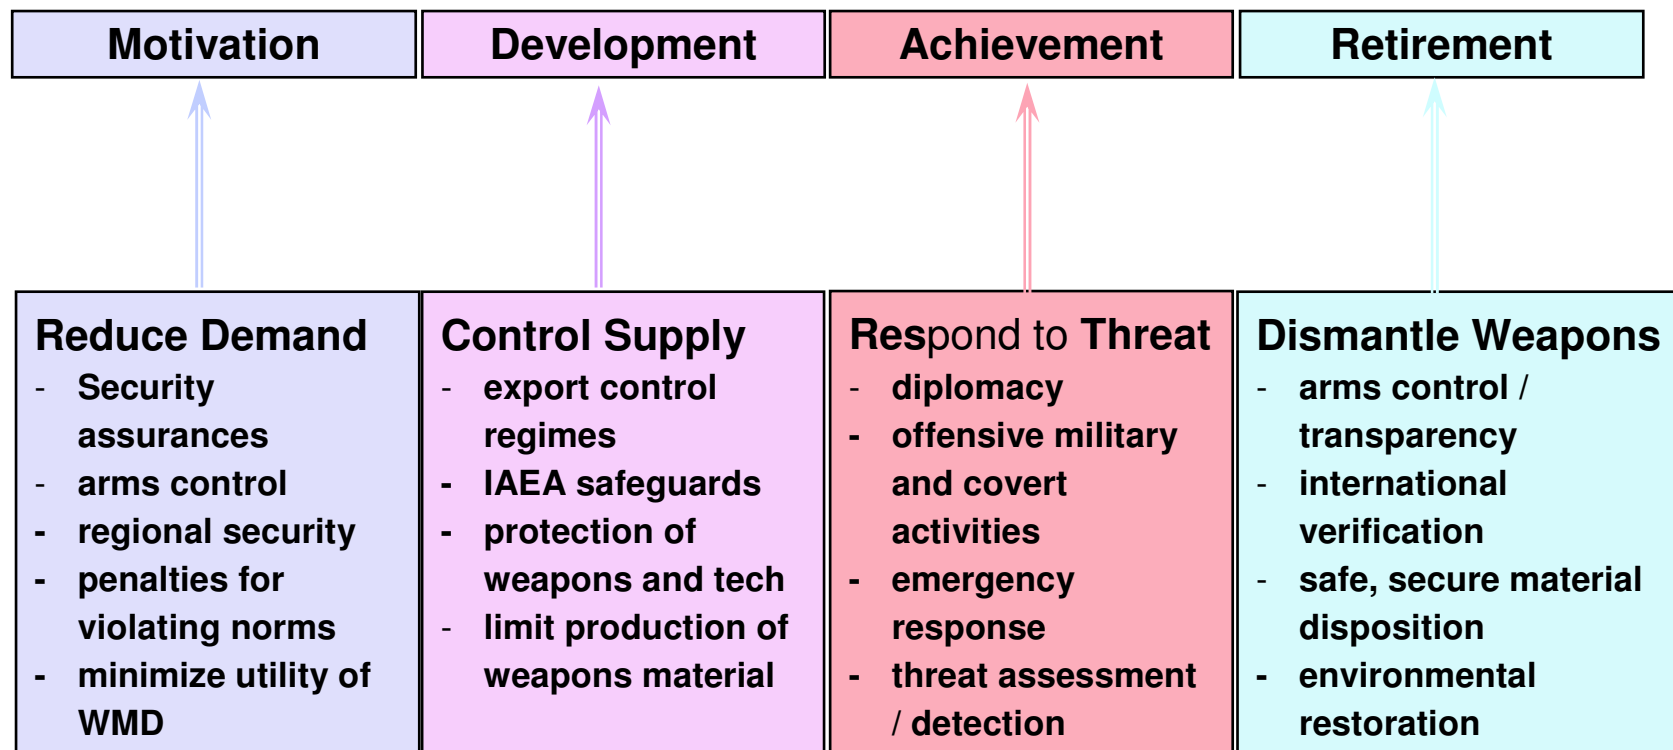 Motivation
Development
Achievement
Retirement
Reduce Demand
- Security
assurances
- arms control
- regional security
- penalties for
violating norms
- minimize utility of
WMD
Control Supply
- export control
regimes
- IAEA safeguards
- protection of
weapons and tech
- limit production of
weapons material
Respond to Threat
- diplomacy
- offensive military
and covert
activities
- emergency
response
- threat assessment
/ detection
Dismantle Weapons
- arms control /
transparency
- international
verification
- safe, secure material
disposition
- environmental
restoration